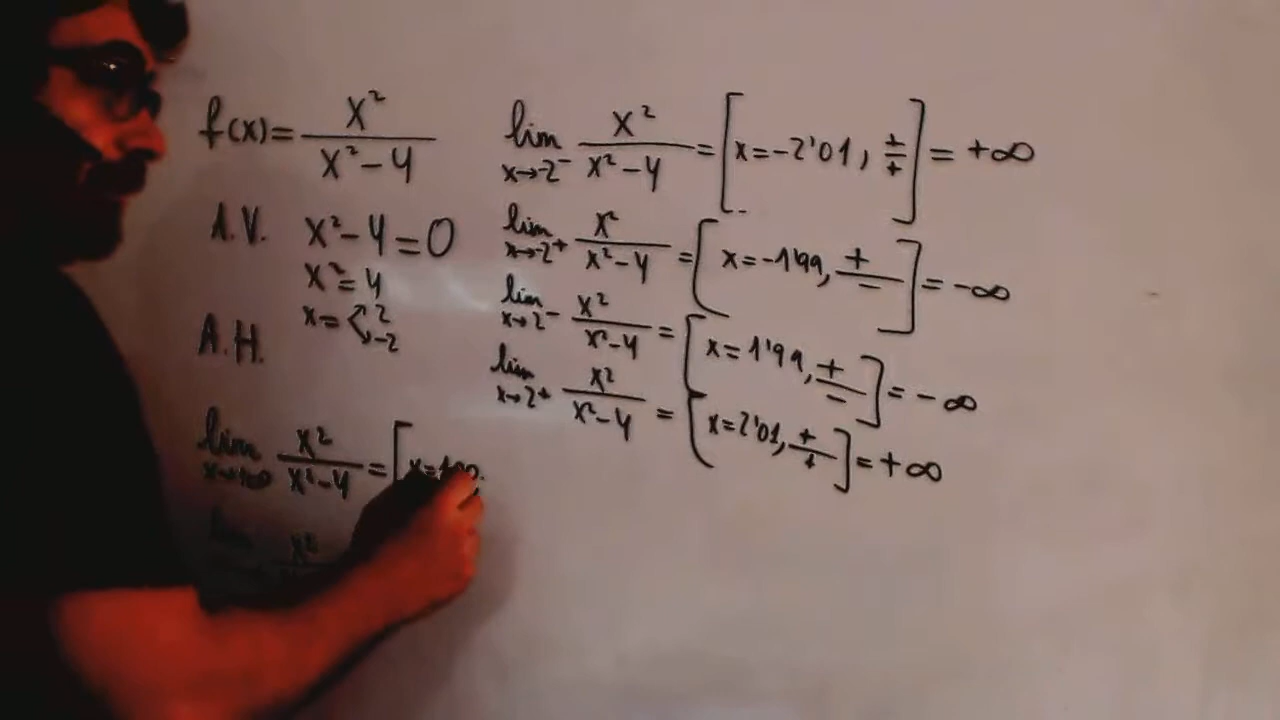 f(x) = x²/(x²-4)
A.V. x²-4=0
x²=4
x= < 2
-2
A.H.
lim x→+∞ x²/(x²-4) = [x=100,
x²
lim x→-2⁻ x²/(x²-4) = [x=-2'01, +/+] = +∞
lim x→-2⁺ x²/(x²-4) = [x=-1'99, +/-] = -∞
lim x→2⁻ x²/(x²-4) = [x=1'99, +/-] = -∞
lim x→2⁺ x²/(x²-4) = [x=2'01, +/+] = +∞